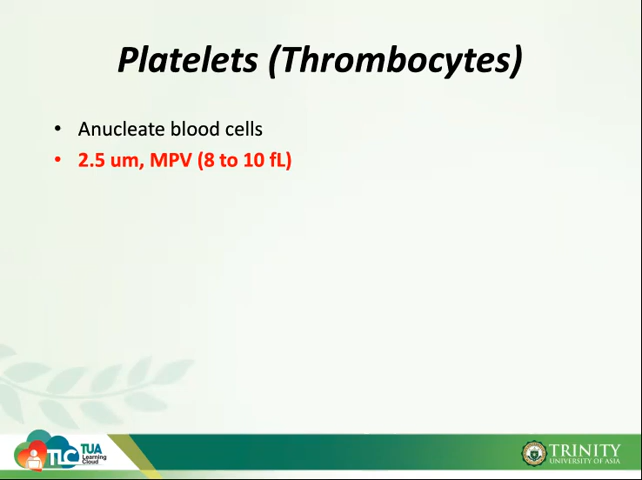 Platelets (Thrombocytes)
• Anucleate blood cells
• 2.5 um, MPV (8 to 10 fL)
TLC
TUA
Learning
Cloud
TRINITY
UNIVERSITY OF ASIA